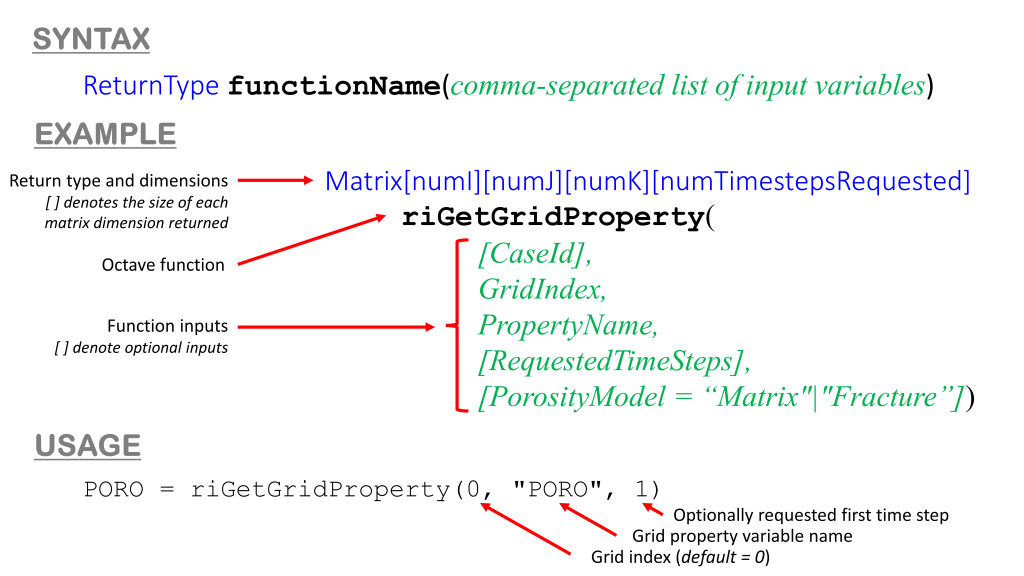 SYNTAX
ReturnType functionName(comma-separated list of input variables)
EXAMPLE
Return type and dimensions
[ ] denotes the size of each
matrix dimension returned
Matrix[numI][numJ][numK][numTimestepsRequested]
riGetGridProperty(
Octave function
[CaseId],
GridIndex,
PropertyName,
[RequestedTimeSteps],
[PorosityModel = “Matrix"|"Fracture”])
Function inputs
[ ] denote optional inputs
USAGE
PORO = riGetGridProperty(0, "PORO", 1)
Optionally requested first time step
Grid property variable name
Grid index (default = 0)